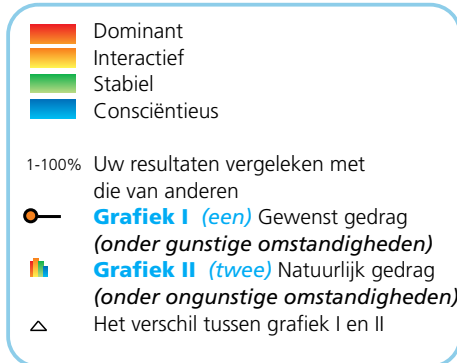 Dominant
Interactief
Stabiel
Consciëntieus
1-100% Uw resultaten vergeleken met
die van anderen
Grafiek I (een) Gewenst gedrag
(onder gunstige omstandigheden)
Grafiek II (twee) Natuurlijk gedrag
(onder ongunstige omstandigheden)
Het verschil tussen grafiek I en II